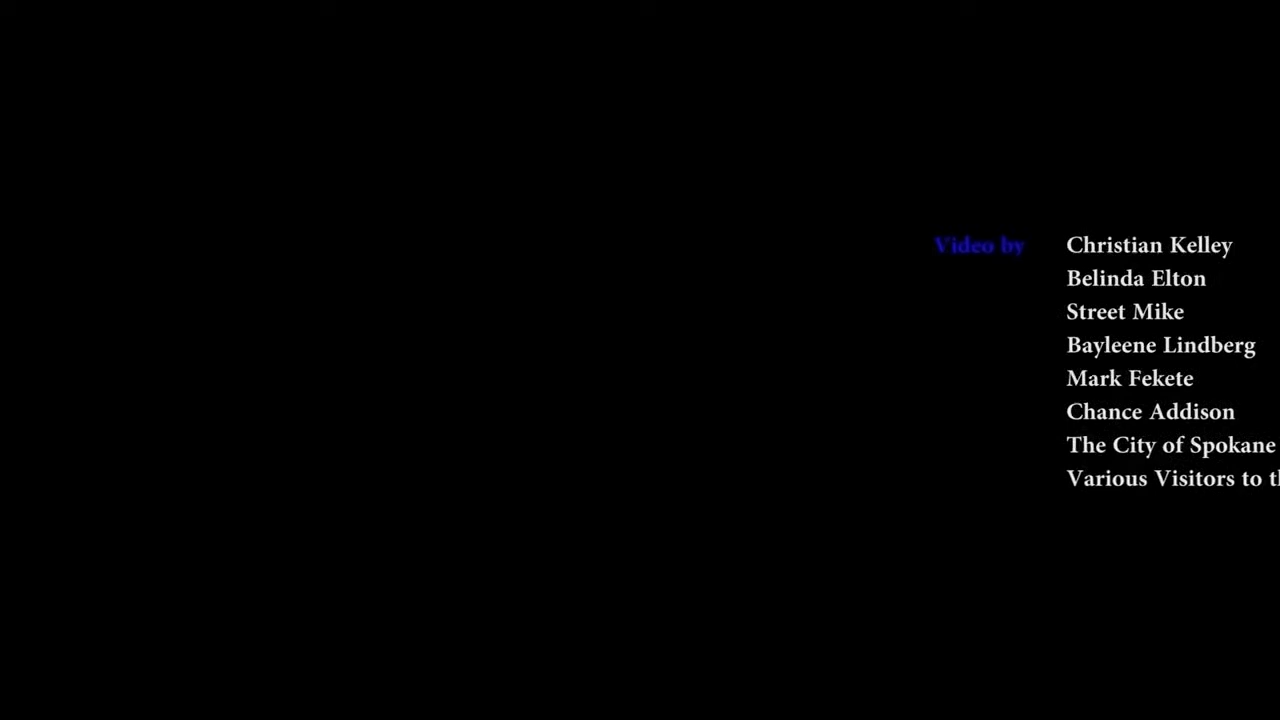 Video by Christian Kelley
Belinda Elton
Street Mike
Bayleene Lindberg
Mark Fekete
Chance Addison
The City of Spokane
Various Visitors to